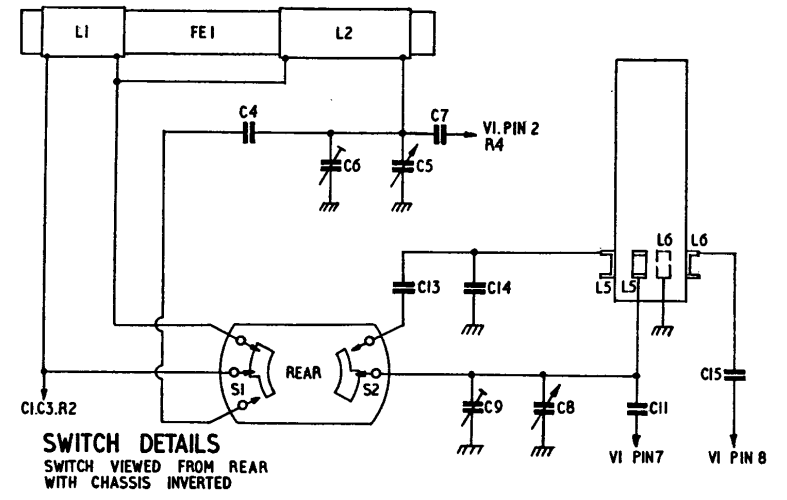 L1
FE1
L2
C4
C7
V1.PIN 2
R4
C6
C5
L6
L6
L5
L5
C13
C14
REAR
S1
S2
C15
C1.C3.R2
C9
C8
C11
V1 PIN7
V1 PIN 8
SWITCH DETAILS
SWITCH VIEWED FROM REAR
WITH CHASSIS INVERTED